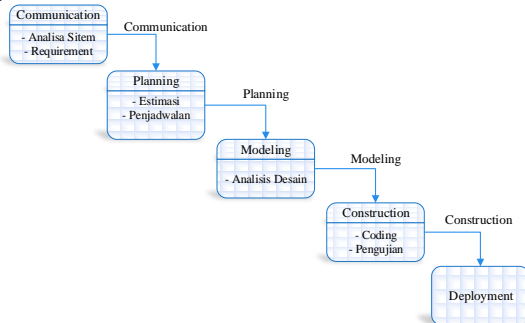 Communication
- Analisa Sitem
- Requirement
Communication
Planning
- Estimasi
- Penjadwalan
Planning
Modeling
- Analisis Desain
Modeling
Construction
- Coding
- Pengujian
Construction
Deployment